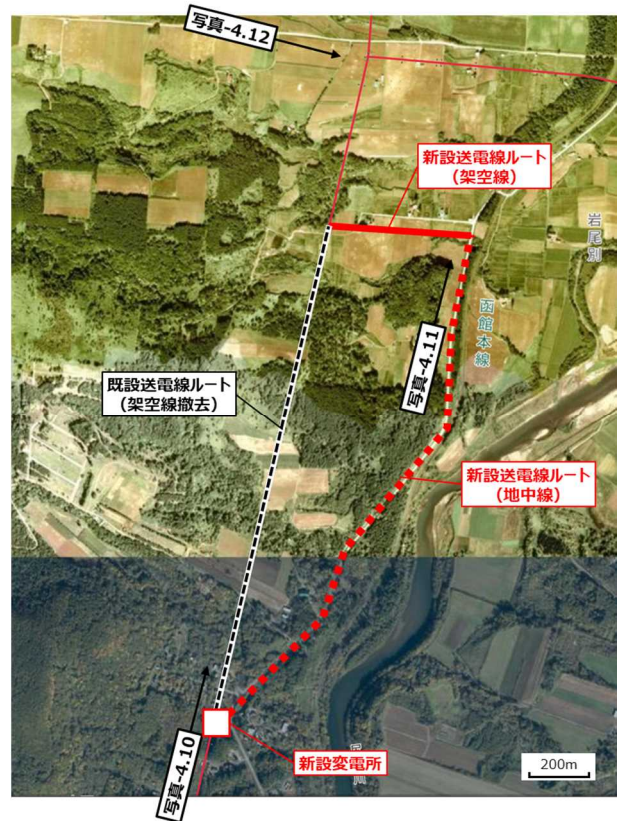 写真-4.12
新設送電線ルート
(架空線)
岩尾別
写真-4.11
函館本線
既設送電線ルート
(架空線撤去)
新設送電線ルート
(地中線)
写真-4.10
新設変電所
200m